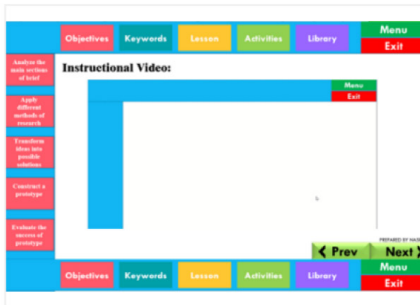 Objectives
Keywords
Lesson
Activities
Library
Menu
Exit
Analyse the
main sections
of brief
Apply
different
methods of
research
Transform
ideas into
possible
solutions
Construct a
prototype
Evaluate the
success of
prototype
Instructional Video:
Menu
Exit
PREPARED BY
Prev
Next
Objectives
Keywords
Lesson
Activities
Library
Menu
Exit